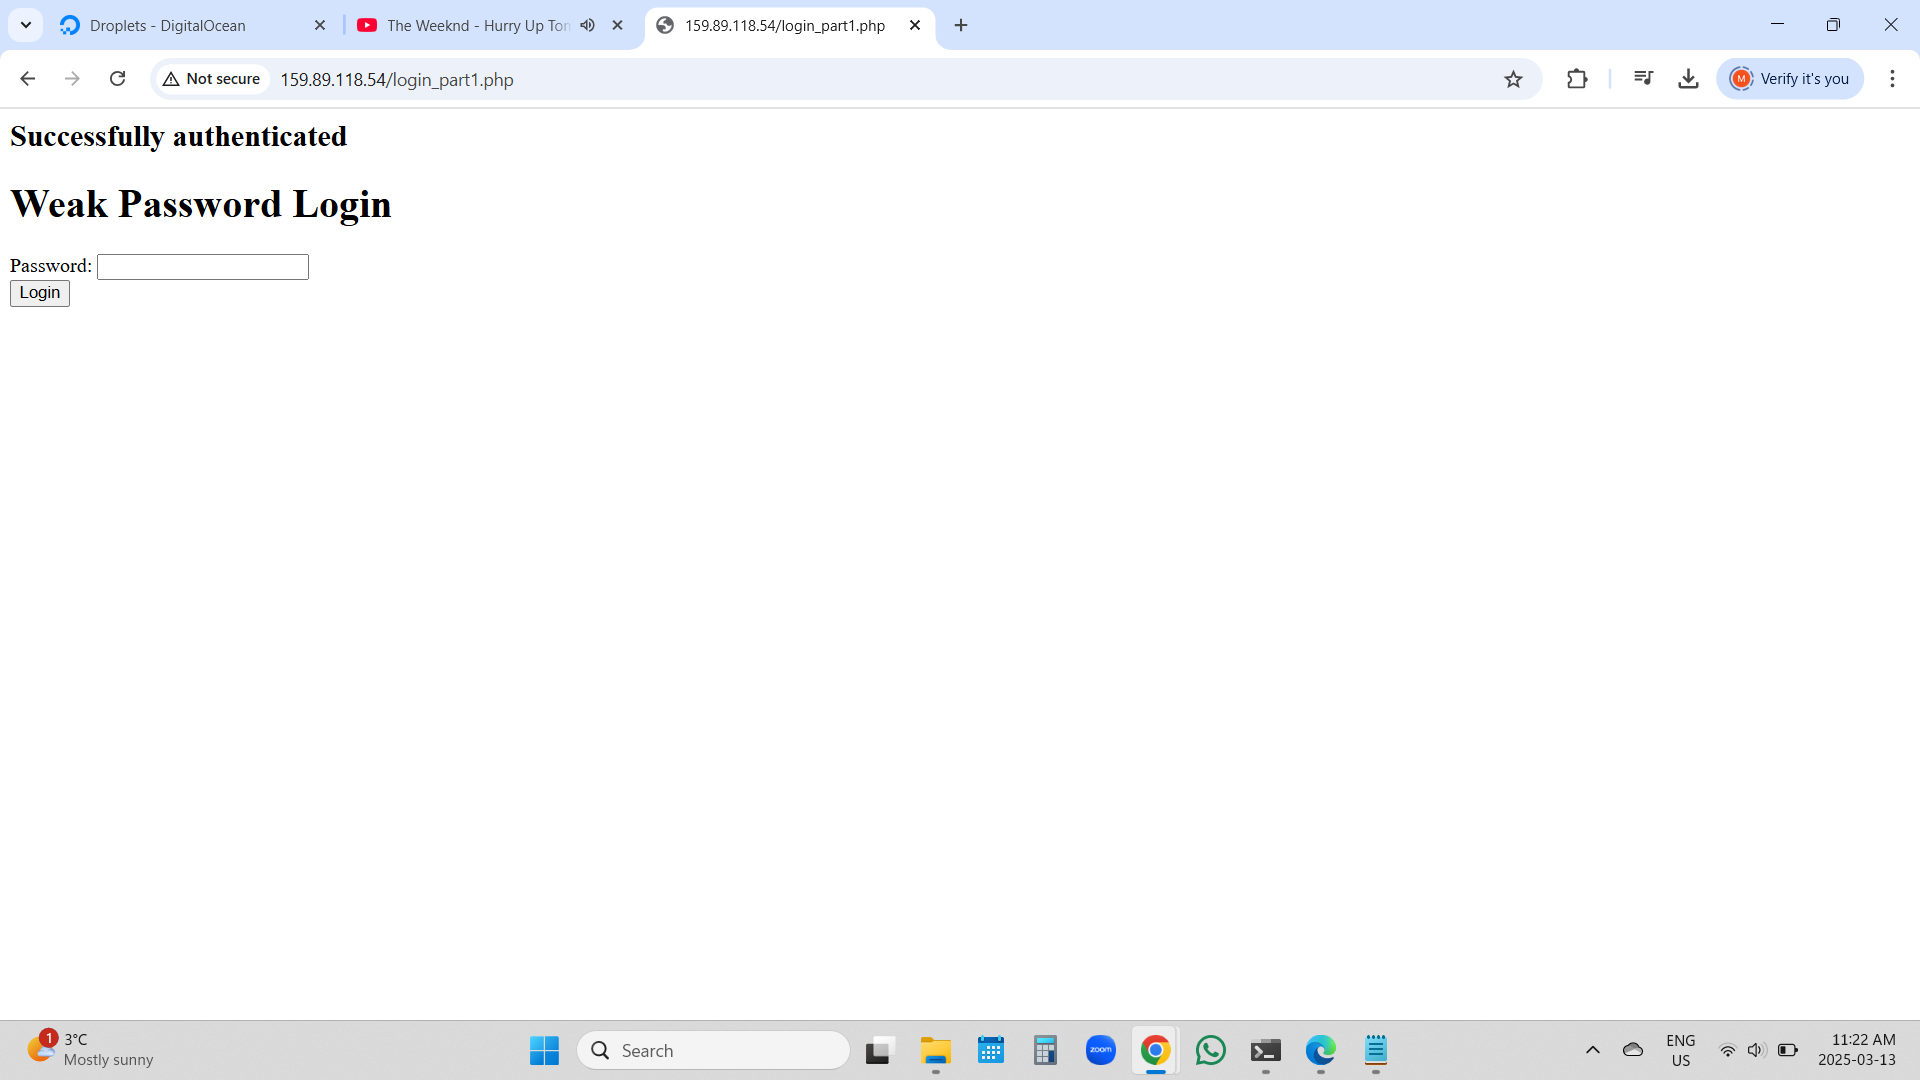 Droplets - DigitalOcean
The Weeknd - Hurry Up Ton
159.89.118.54/login_part1.php
Not secure
159.89.118.54/login_part1.php
M
Verify it's you
Successfully authenticated
Weak Password Login
Password:
Login
1
3°C
Mostly sunny
Search
zoom
ENG
US
11:22 AM
2025-03-13